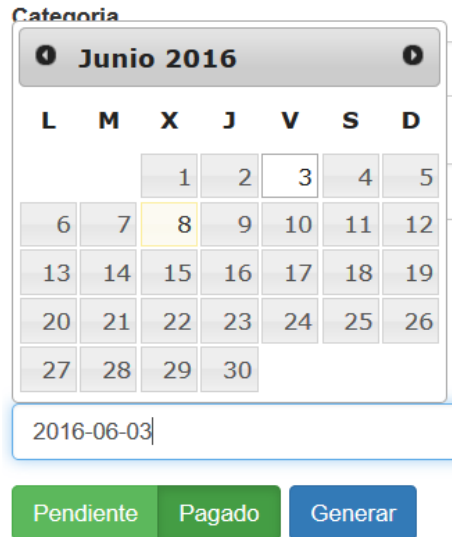 Categoria
Junio 2016
L M X J V S D
1 2 3 4 5
6 7 8 9 10 11 12
13 14 15 16 17 18 19
20 21 22 23 24 25 26
27 28 29 30
2016-06-03
Pendiente Pagado Generar